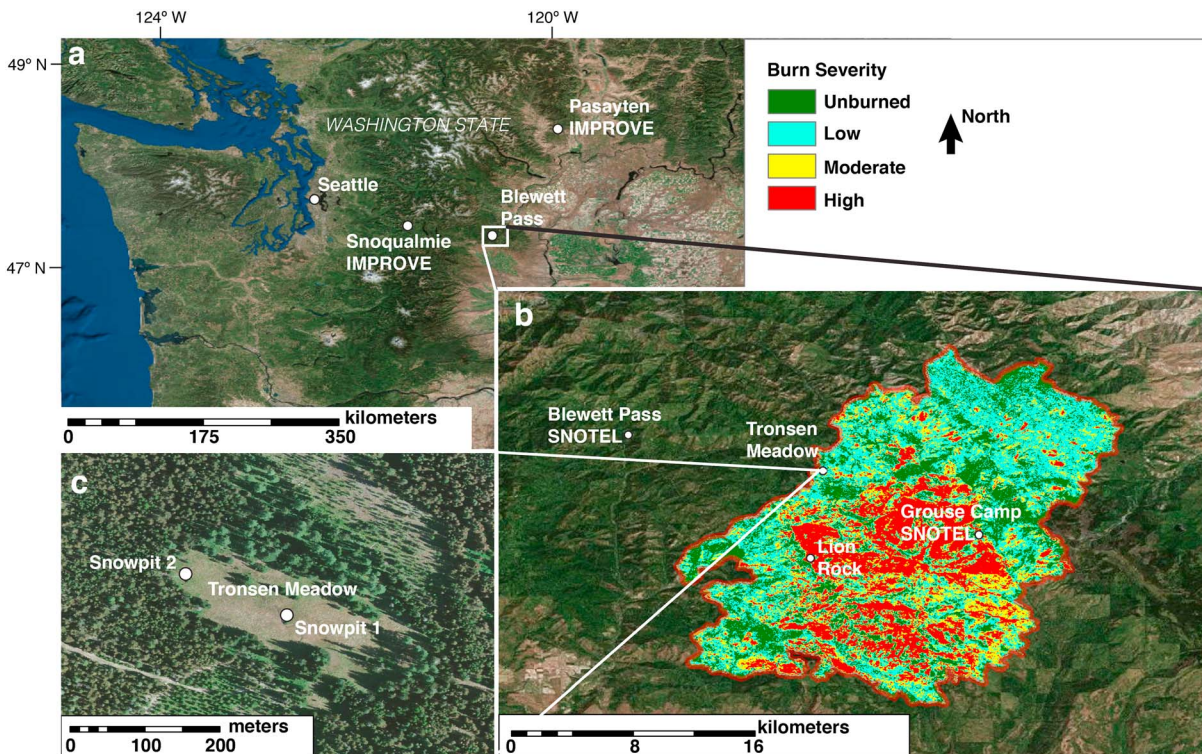 124° W
120° W
49° N
47° N
a
WASHINGTON STATE
Pasayten
IMPROVE
Seattle
Blewett
Pass
Snoqualmie
IMPROVE
kilometers
0 175 350
Burn Severity
Unburned
Low
Moderate
High
North
b
Blewett Pass
SNOTEL
Tronsen
Meadow
Grouse Camp
SNOTEL
Lion
Rock
kilometers
0 8 16
c
Snowpit 2
Tronsen Meadow
Snowpit 1
meters
0 100 200